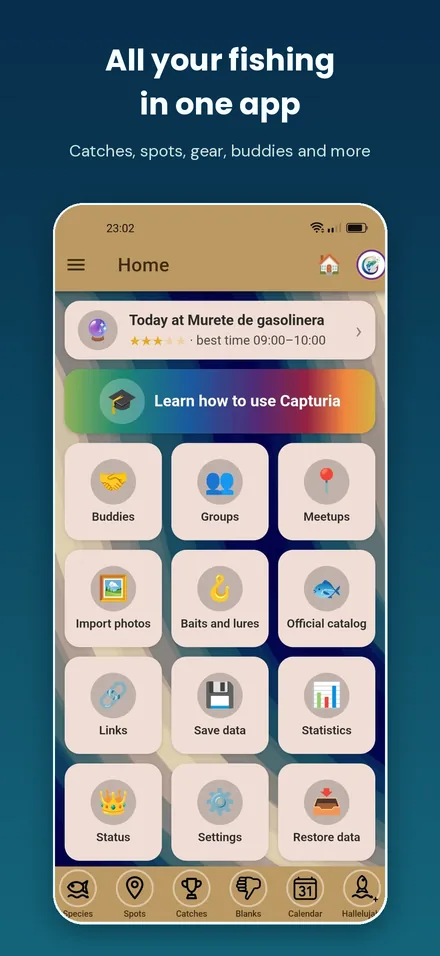 All your fishing
in one app
Catches, spots, gear, buddies and more
23:02
Home
Today at Murete de gasolinera
· best time 09:00–10:00
Learn how to use Capturia
Buddies
Groups
Meetups
Import photos
Baits and lures
Official catalog
Links
Save data
Statistics
Status
Settings
Restore data
31
Species
Spots
Catches
Blanks
Calendar
Hallelujah